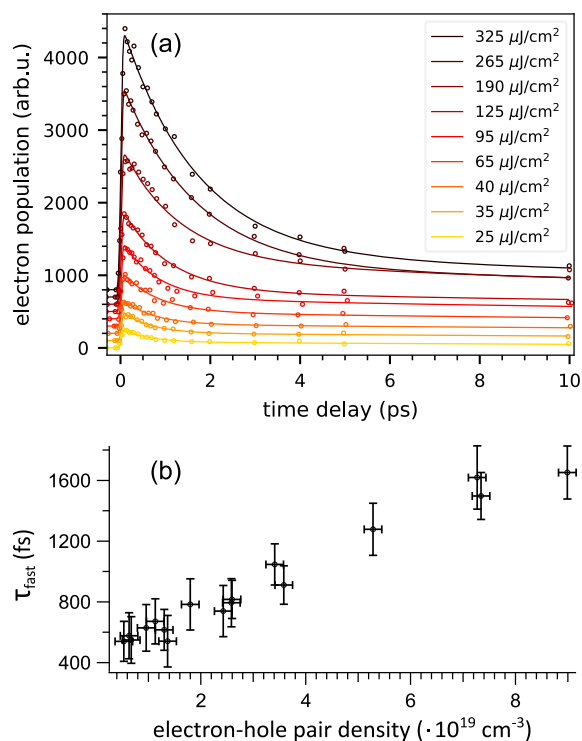 (a)
electron population (arb.u.)
4000
3000
2000
1000
0
325 μJ/cm²
265 μJ/cm²
190 μJ/cm²
125 μJ/cm²
95 μJ/cm²
65 μJ/cm²
40 μJ/cm²
35 μJ/cm²
25 μJ/cm²
0 2 4 6 8 10
time delay (ps)
(b)
τfast (fs)
1600
1200
800
400
2 4 6 8
electron-hole pair density (·10¹⁹ cm⁻³)